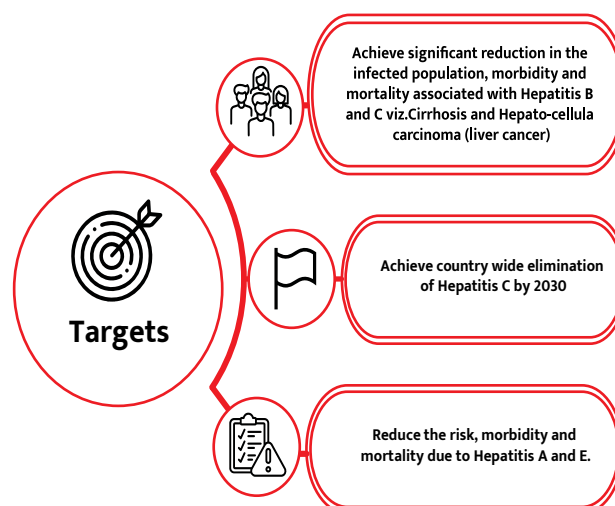 Achieve significant reduction in the
infected population, morbidity and
mortality associated with Hepatitis B
and C viz.Cirrhosis and Hepato-cellula
carcinoma (liver cancer)
Targets
Achieve country wide elimination
of Hepatitis C by 2030
Reduce the risk, morbidity and
mortality due to Hepatitis A and E.